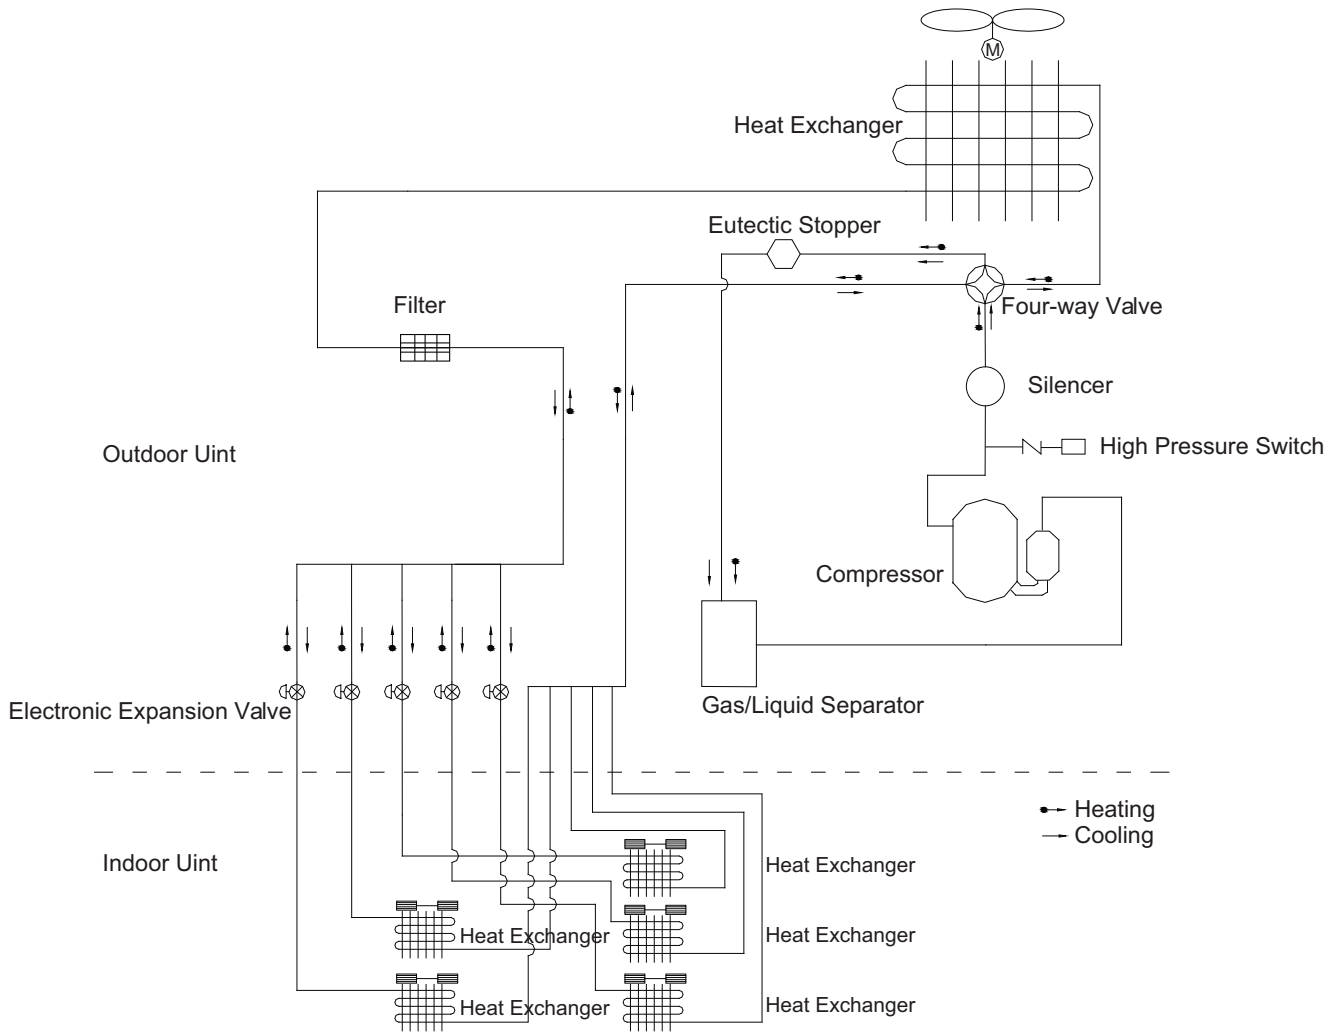 M
Heat Exchanger
Eutectic Stopper
Filter
Four-way Valve
Silencer
Outdoor Uint
High Pressure Switch
Compressor
Electronic Expansion Valve
Gas/Liquid Separator
Heating
Cooling
Indoor Uint
Heat Exchanger
Heat Exchanger
Heat Exchanger
Heat Exchanger
Heat Exchanger